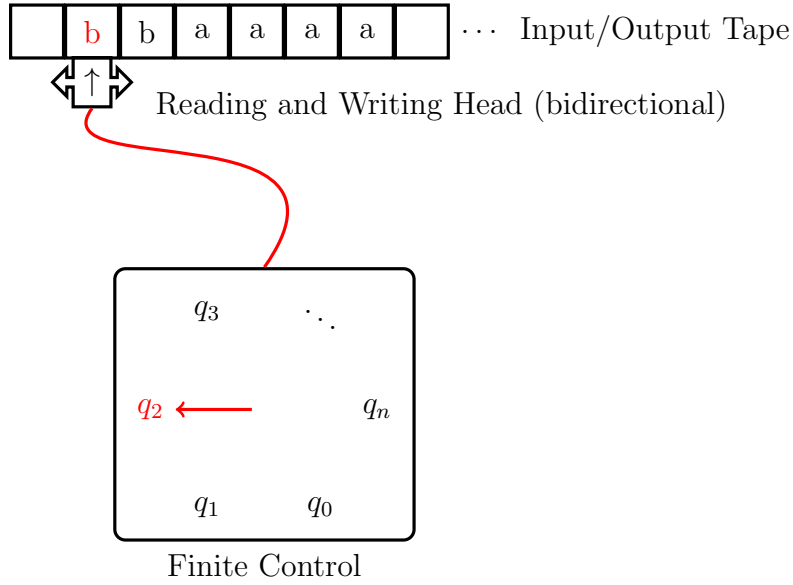 b b a a a a ··· Input/Output Tape
↑
Reading and Writing Head (bidirectional)
q₃ ⋱
q₂ qₙ
q₁ q₀
Finite Control